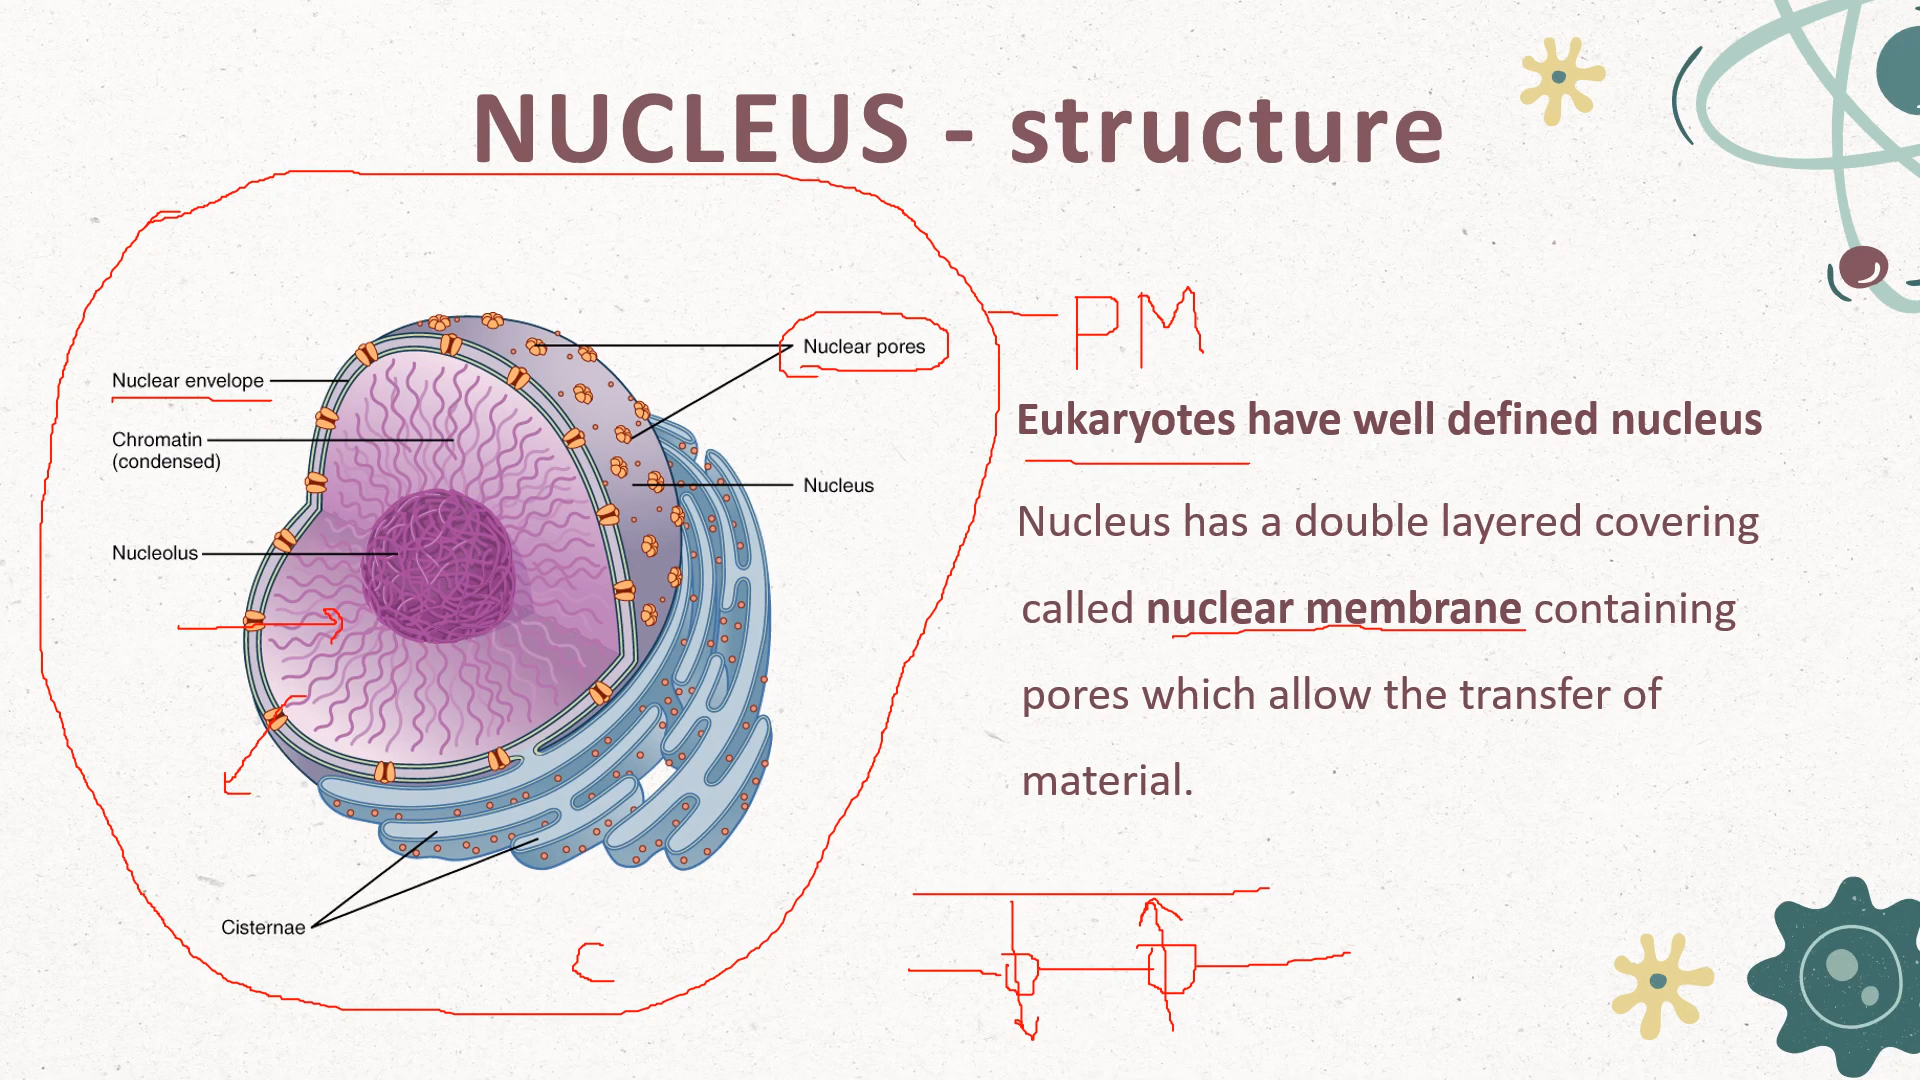 NUCLEUS - structure
Nuclear pores
PM
Nuclear envelope
Chromatin
(condensed)
Nucleus
Nucleolus
Cisternae
C
Eukaryotes have well defined nucleus
Nucleus has a double layered covering
called nuclear membrane containing
pores which allow the transfer of
material.